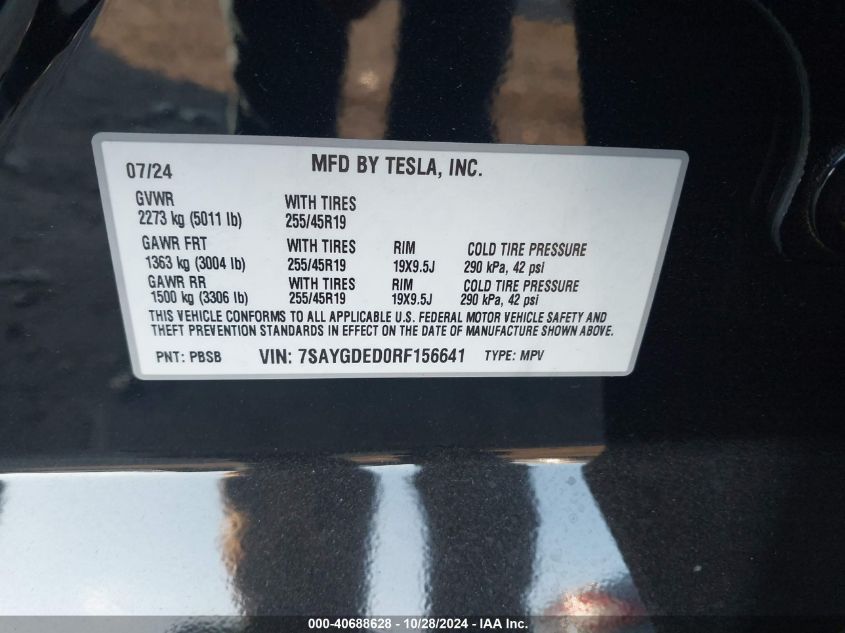 07/24 MFD BY TESLA, INC.
GVWR WITH TIRES
2273 kg (5011 lb) 255/45R19
GAWR FRT WITH TIRES RIM COLD TIRE PRESSURE
1363 kg (3004 lb) 255/45R19 19X9.5J 290 kPa, 42 psi
GAWR RR WITH TIRES RIM COLD TIRE PRESSURE
1500 kg (3306 lb) 255/45R19 19X9.5J 290 kPa, 42 psi
THIS VEHICLE CONFORMS TO ALL APPLICABLE U.S. FEDERAL MOTOR VEHICLE SAFETY AND
THEFT PREVENTION STANDARDS IN EFFECT ON THE DATE OF MANUFACTURE SHOWN ABOVE.
PNT: PBSB VIN: 7SAYGDED0RF156641 TYPE: MPV
000-40688628 - 10/28/2024 - IAA Inc.